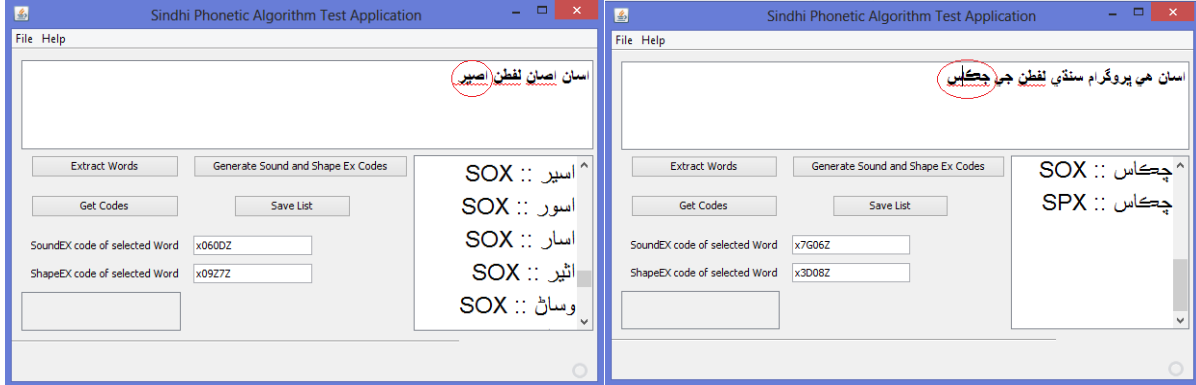 Sindhi Phonetic Algorithm Test Application
File Help
اسان اصان لفطن اصير
Extract Words
Generate Sound and Shape Ex Codes
Get Codes
Save List
SoundEX code of selected Word
x060DZ
ShapeEX code of selected Word
x09Z7Z
اسير :: SOX
اسور :: SOX
اسار :: SOX
اثير :: SOX
وساڻ :: SOX
Sindhi Phonetic Algorithm Test Application
File Help
اسان هي پروگرام سنڌي لفطن جي جڪاس
Extract Words
Generate Sound and Shape Ex Codes
Get Codes
Save List
SoundEX code of selected Word
x7G06Z
ShapeEX code of selected Word
x3D08Z
چڪاس :: SOX
چڪاس :: SPX